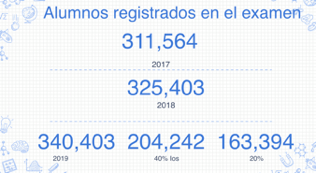 Alumnos registrados en el examen
311,564
2017
325,403
2018
340,403 204,242 163,394
2019 40% los 20%